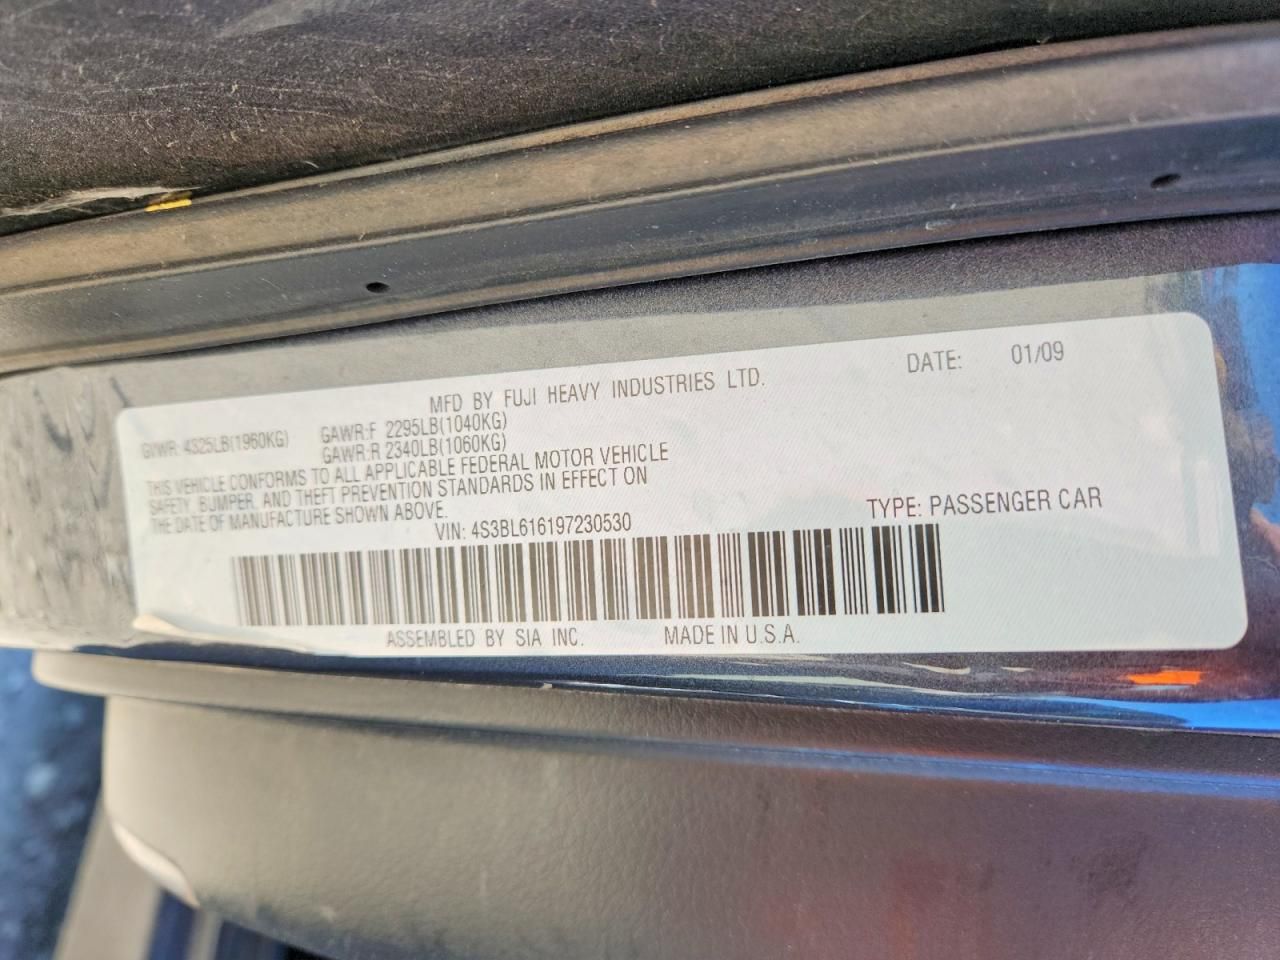 MFD BY FUJI HEAVY INDUSTRIES LTD. DATE: 01/09
GVWR: 4325LB(1960KG) GAWR:F 2295LB(1040KG)
GAWR:R 2340LB(1060KG)
THIS VEHICLE CONFORMS TO ALL APPLICABLE FEDERAL MOTOR VEHICLE
SAFETY, BUMPER, AND THEFT PREVENTION STANDARDS IN EFFECT ON
THE DATE OF MANUFACTURE SHOWN ABOVE.
VIN: 4S3BL616197230530 TYPE: PASSENGER CAR
ASSEMBLED BY SIA INC. MADE IN U.S.A.